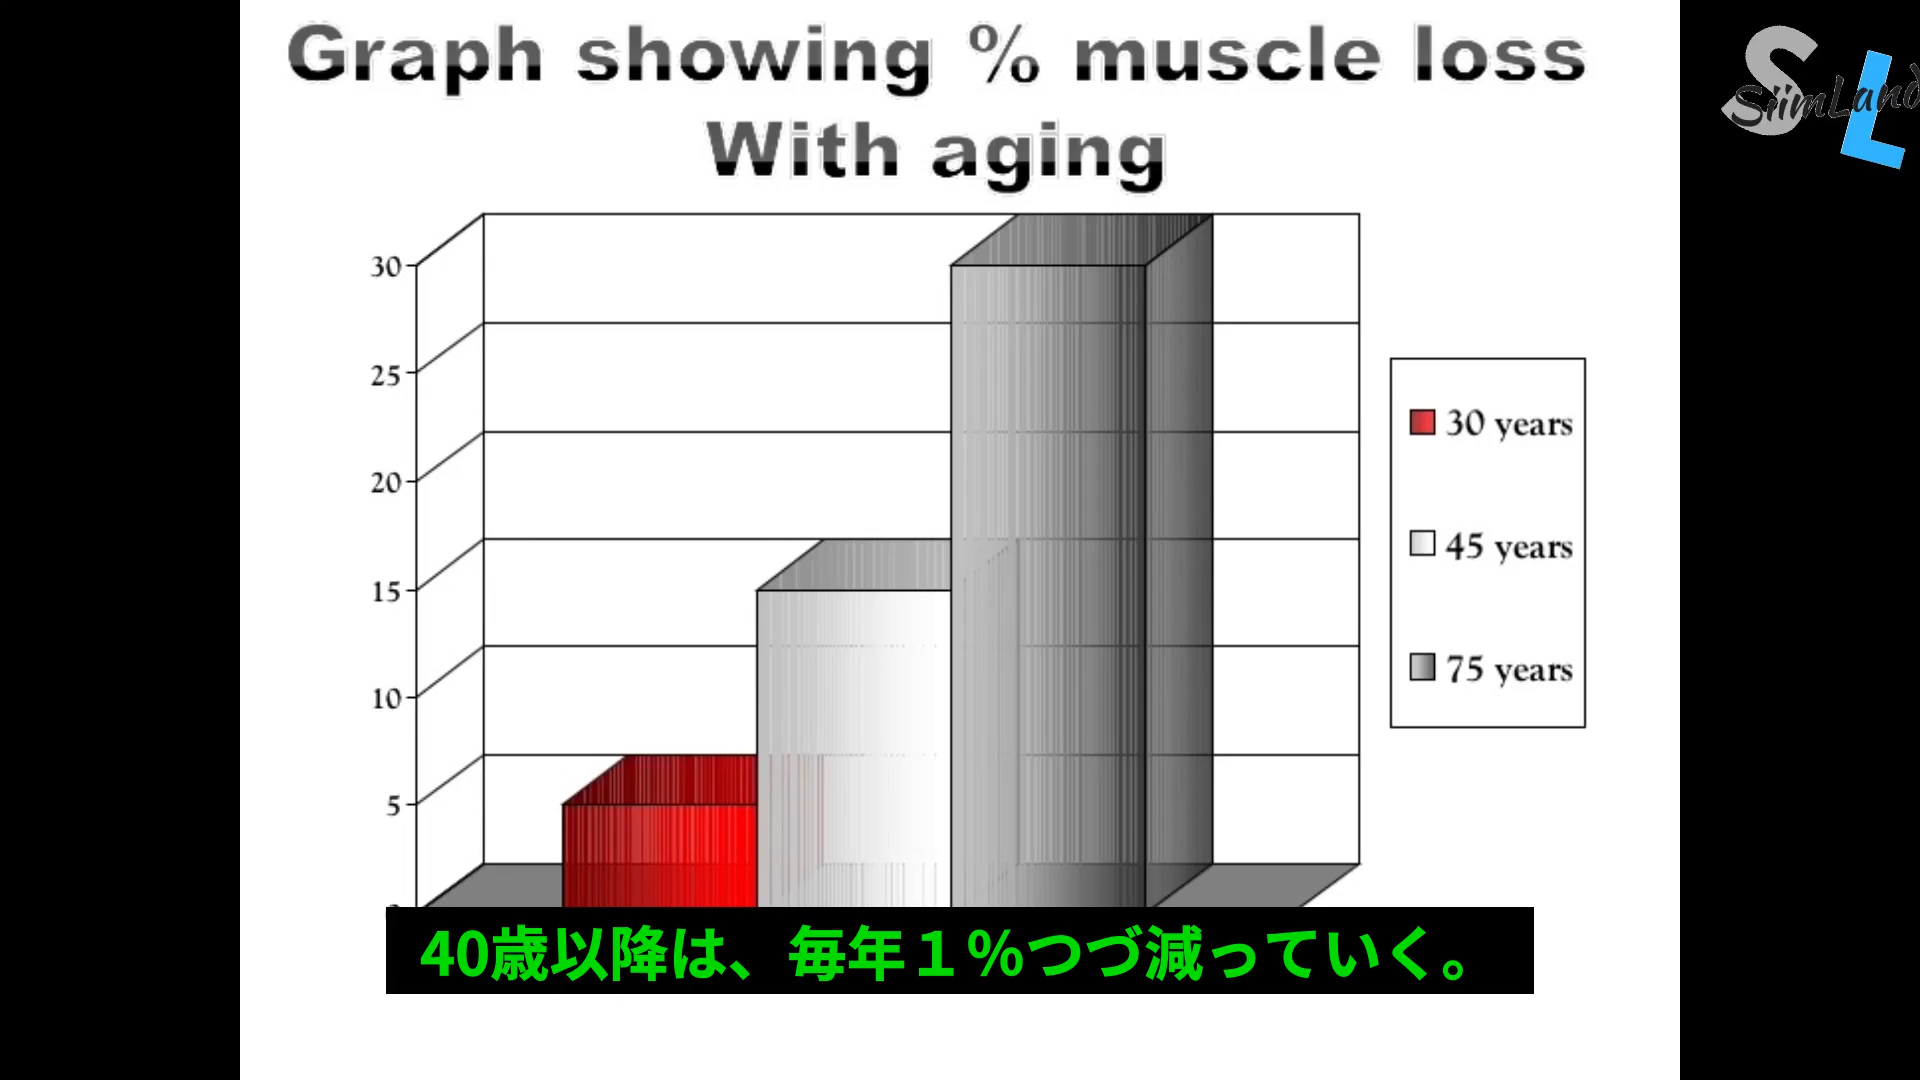 Graph showing % muscle loss
With aging
SiimLand
SL
30
25
20
15
10
5
30 years
45 years
75 years
40歳以降は、毎年１％つづ減っていく。